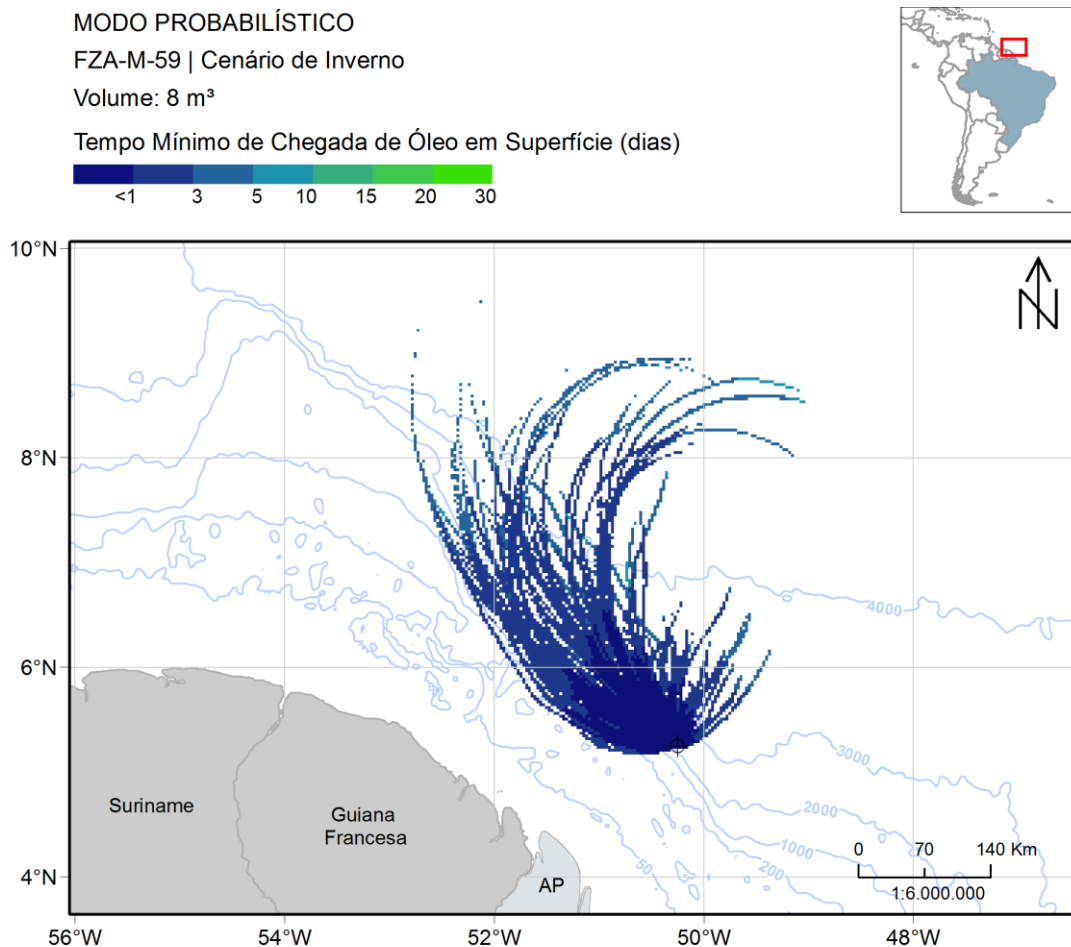 MODO PROBABILÍSTICO
FZA-M-59 | Cenário de Inverno
Volume: 8 m³
Tempo Mínimo de Chegada de Óleo em Superfície (dias)
<1 3 5 10 15 20 30
10°N
N
8°N
4000
6°N
3000
Suriname
Guiana
Francesa
2000
1000
200
50
0 70 140 Km
1:6.000.000
AP
4°N
56°W 54°W 52°W 50°W 48°W